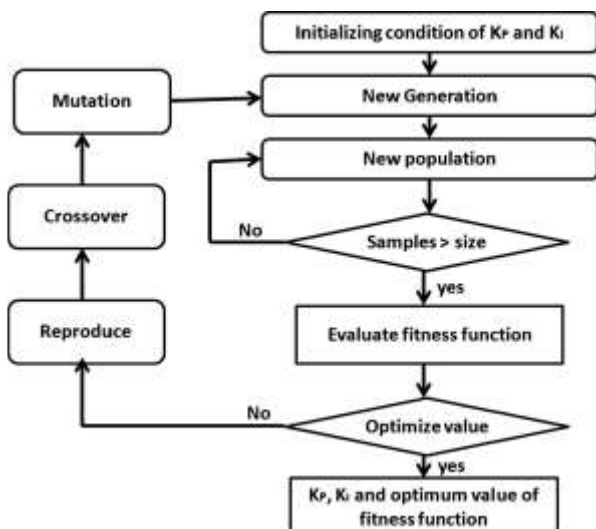 Initializing condition of KP and KI
New Generation
New population
Samples > size
No
yes
Evaluate fitness function
Optimize value
No
yes
KP, KI and optimum value of
fitness function
Reproduce
Crossover
Mutation